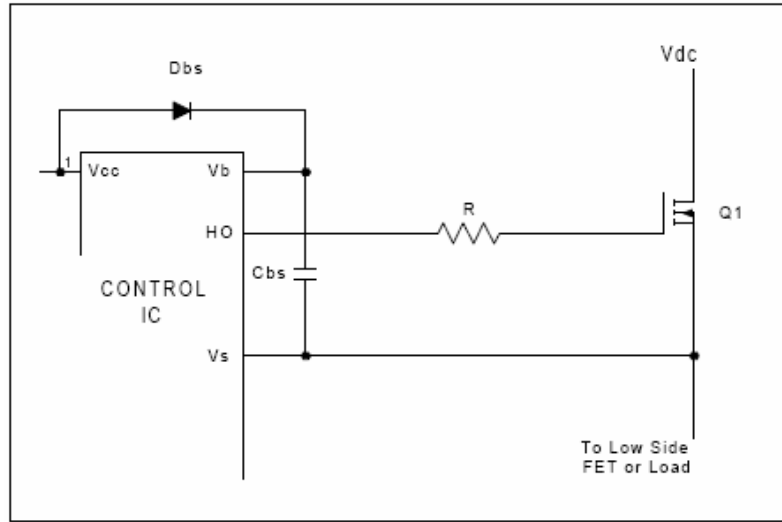 Vdc
Dbs
1
Vcc
Vb
R
Q1
HO
Cbs
CONTROL
IC
Vs
To Low Side
FET or Load